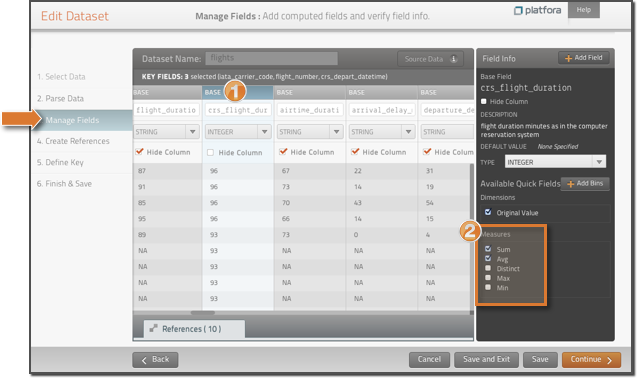 Edit Dataset
Manage Fields : Add computed fields and verify field info.
platfora
Help
1. Select Data
2. Parse Data
Manage Fields
4. Create References
5. Define Key
6. Finish & Save
Dataset Name: flights
Source Data
KEY FIELDS: 3 selected (iata_carrier_code, flight_number, crs_depart_datetime)
BASE BASE BASE BASE BASE
1
flight_duratio crs_flight_dur airtime_durati arrival_delay_ departure_de
STRING INTEGER STRING STRING STRING
Hide Column Hide Column Hide Column Hide Column Hide Co
87 96 67 22 31
91 96 73 14 19
85 96 70 43 54
95 96 66 14 15
89 93 73 0 4
NA 93 NA NA NA
NA 93 NA NA NA
NA 93 NA NA NA
NA 93 NA NA NA
References ( 10 )
Field Info
+ Add Field
Base Field
crs_flight_duration
Hide Column
DESCRIPTION
flight duration minutes as in the computer
reservation system
DEFAULT VALUE None Specified
TYPE INTEGER
Available Quick Fields + Add Bins
Dimensions
Original Value
2
Measures
Sum
Avg
Distinct
Max
Min
Back
Cancel
Save and Exit
Save
Continue